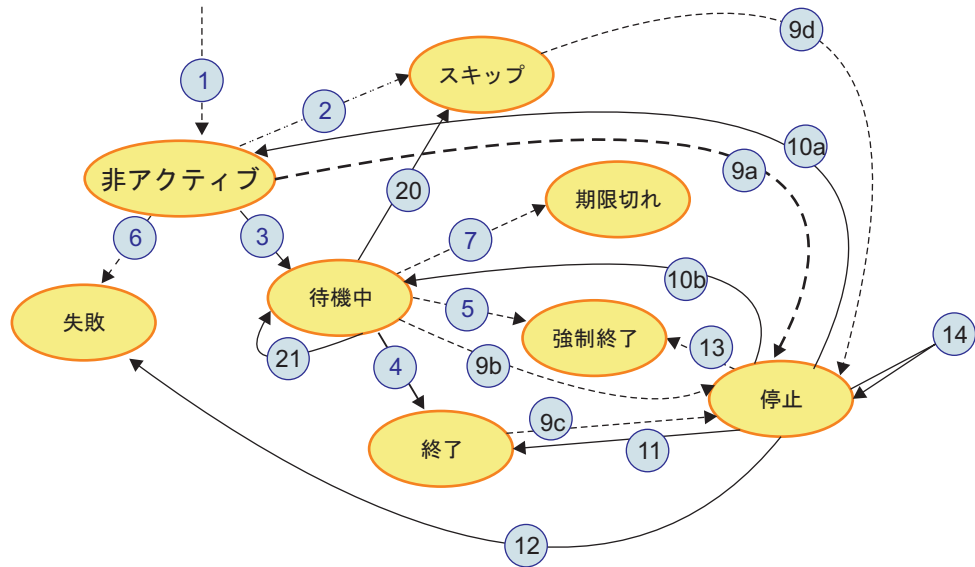 9d
1
スキップ
2
10a
9a
非アクティブ
20
期限切れ
7
6
3
10b
待機中
5
失敗
強制終了
13
14
21
4
9b
停止
9c
終了
11
12